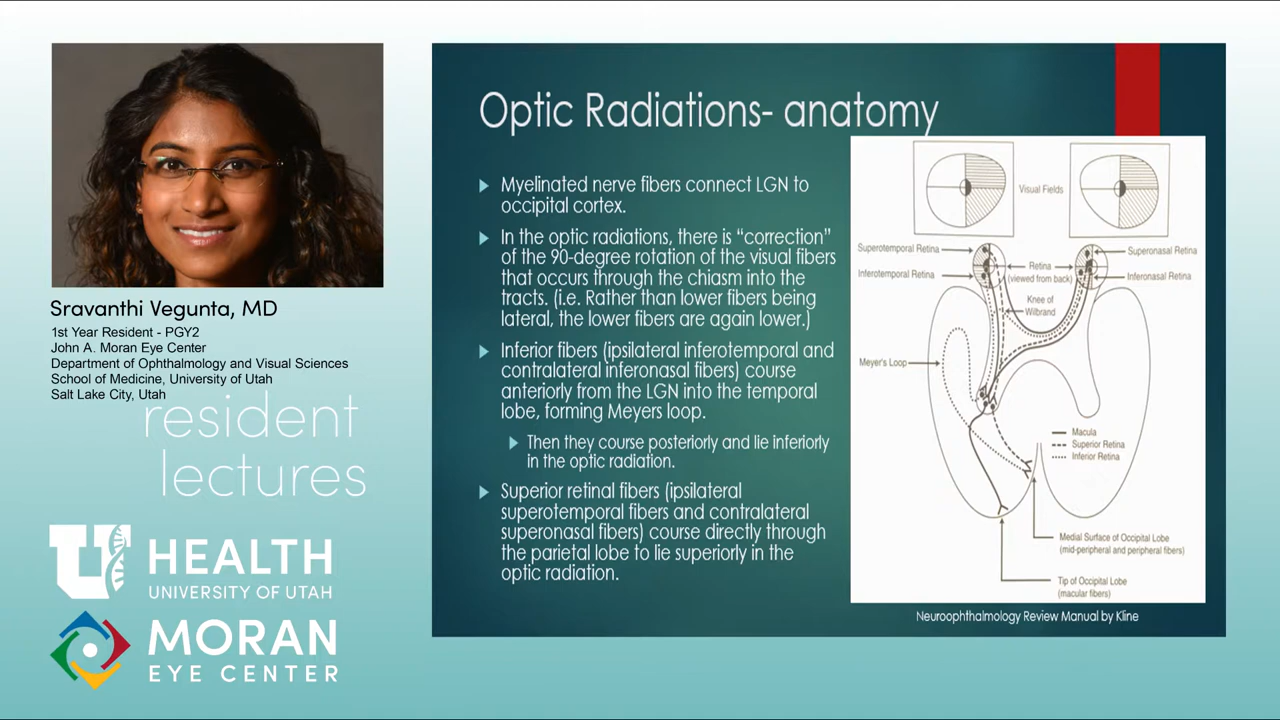 Sravanthi Vegunta, MD
1st Year Resident - PGY2
John A. Moran Eye Center
Department of Ophthalmology and Visual Sciences
School of Medicine, University of Utah
Salt Lake City, Utah
resident
lectures
U HEALTH
UNIVERSITY OF UTAH
MORAN
EYE CENTER
Optic Radiations- anatomy
Myelinated nerve fibers connect LGN to
occipital cortex.
In the optic radiations, there is “correction”
of the 90-degree rotation of the visual fibers
that occurs through the chiasm into the
tracts. (i.e. Rather than lower fibers being
lateral, the lower fibers are again lower.)
Inferior fibers (ipsilateral inferotemporal and
contralateral inferonasal fibers) course
anteriorly from the LGN into the temporal
lobe, forming Meyers loop.
Then they course posteriorly and lie inferiorly
in the optic radiation.
Superior retinal fibers (ipsilateral
superotemporal fibers and contralateral
superonasal fibers) course directly through
the parietal lobe to lie superiorly in the
optic radiation.
Visual Fields
Superotemporal Retina
Inferotemporal Retina
Retina
(viewed from back)
Superonasal Retina
Inferonasal Retina
Knee of
Wilbrand
Meyer's Loop
Macula
Superior Retina
Inferior Retina
Medial Surface of Occipital Lobe
(mid-peripheral and peripheral fibers)
Tip of Occipital Lobe
(macular fibers)
Neuroophthalmology Review Manual by Kline